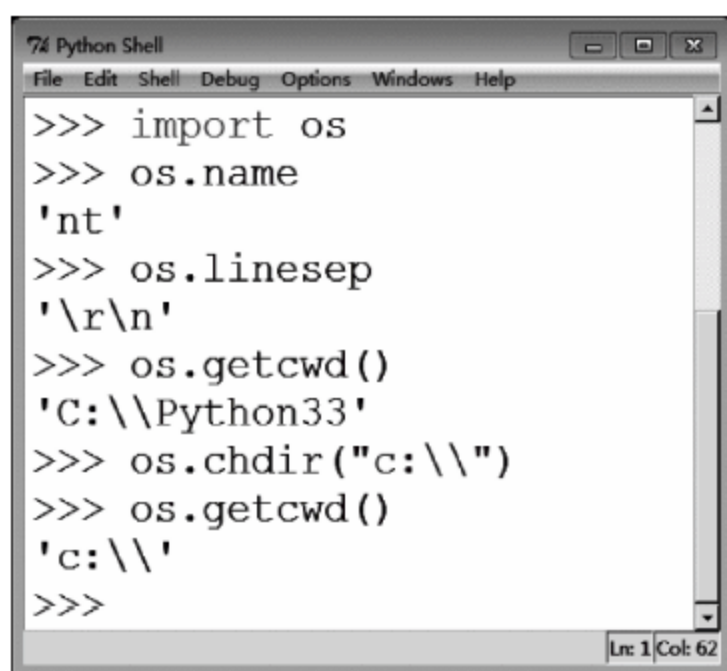 7% Python Shell
File Edit Shell Debug Options Windows Help
>>> import os
>>> os.name
'nt'
>>> os.linesep
'\r\n'
>>> os.getcwd()
'C:\\Python33'
>>> os.chdir("c:\\")
>>> os.getcwd()
'c:\\'
>>>
Ln: 1 Col: 62